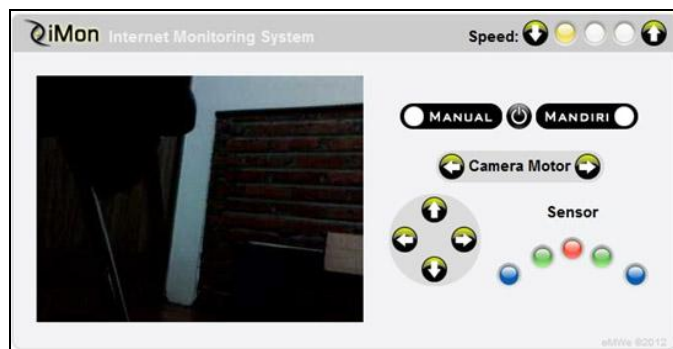 iMon Internet Monitoring System
Speed:
MANUAL
MANDIRI
Camera Motor
Sensor
eMWe ©2012